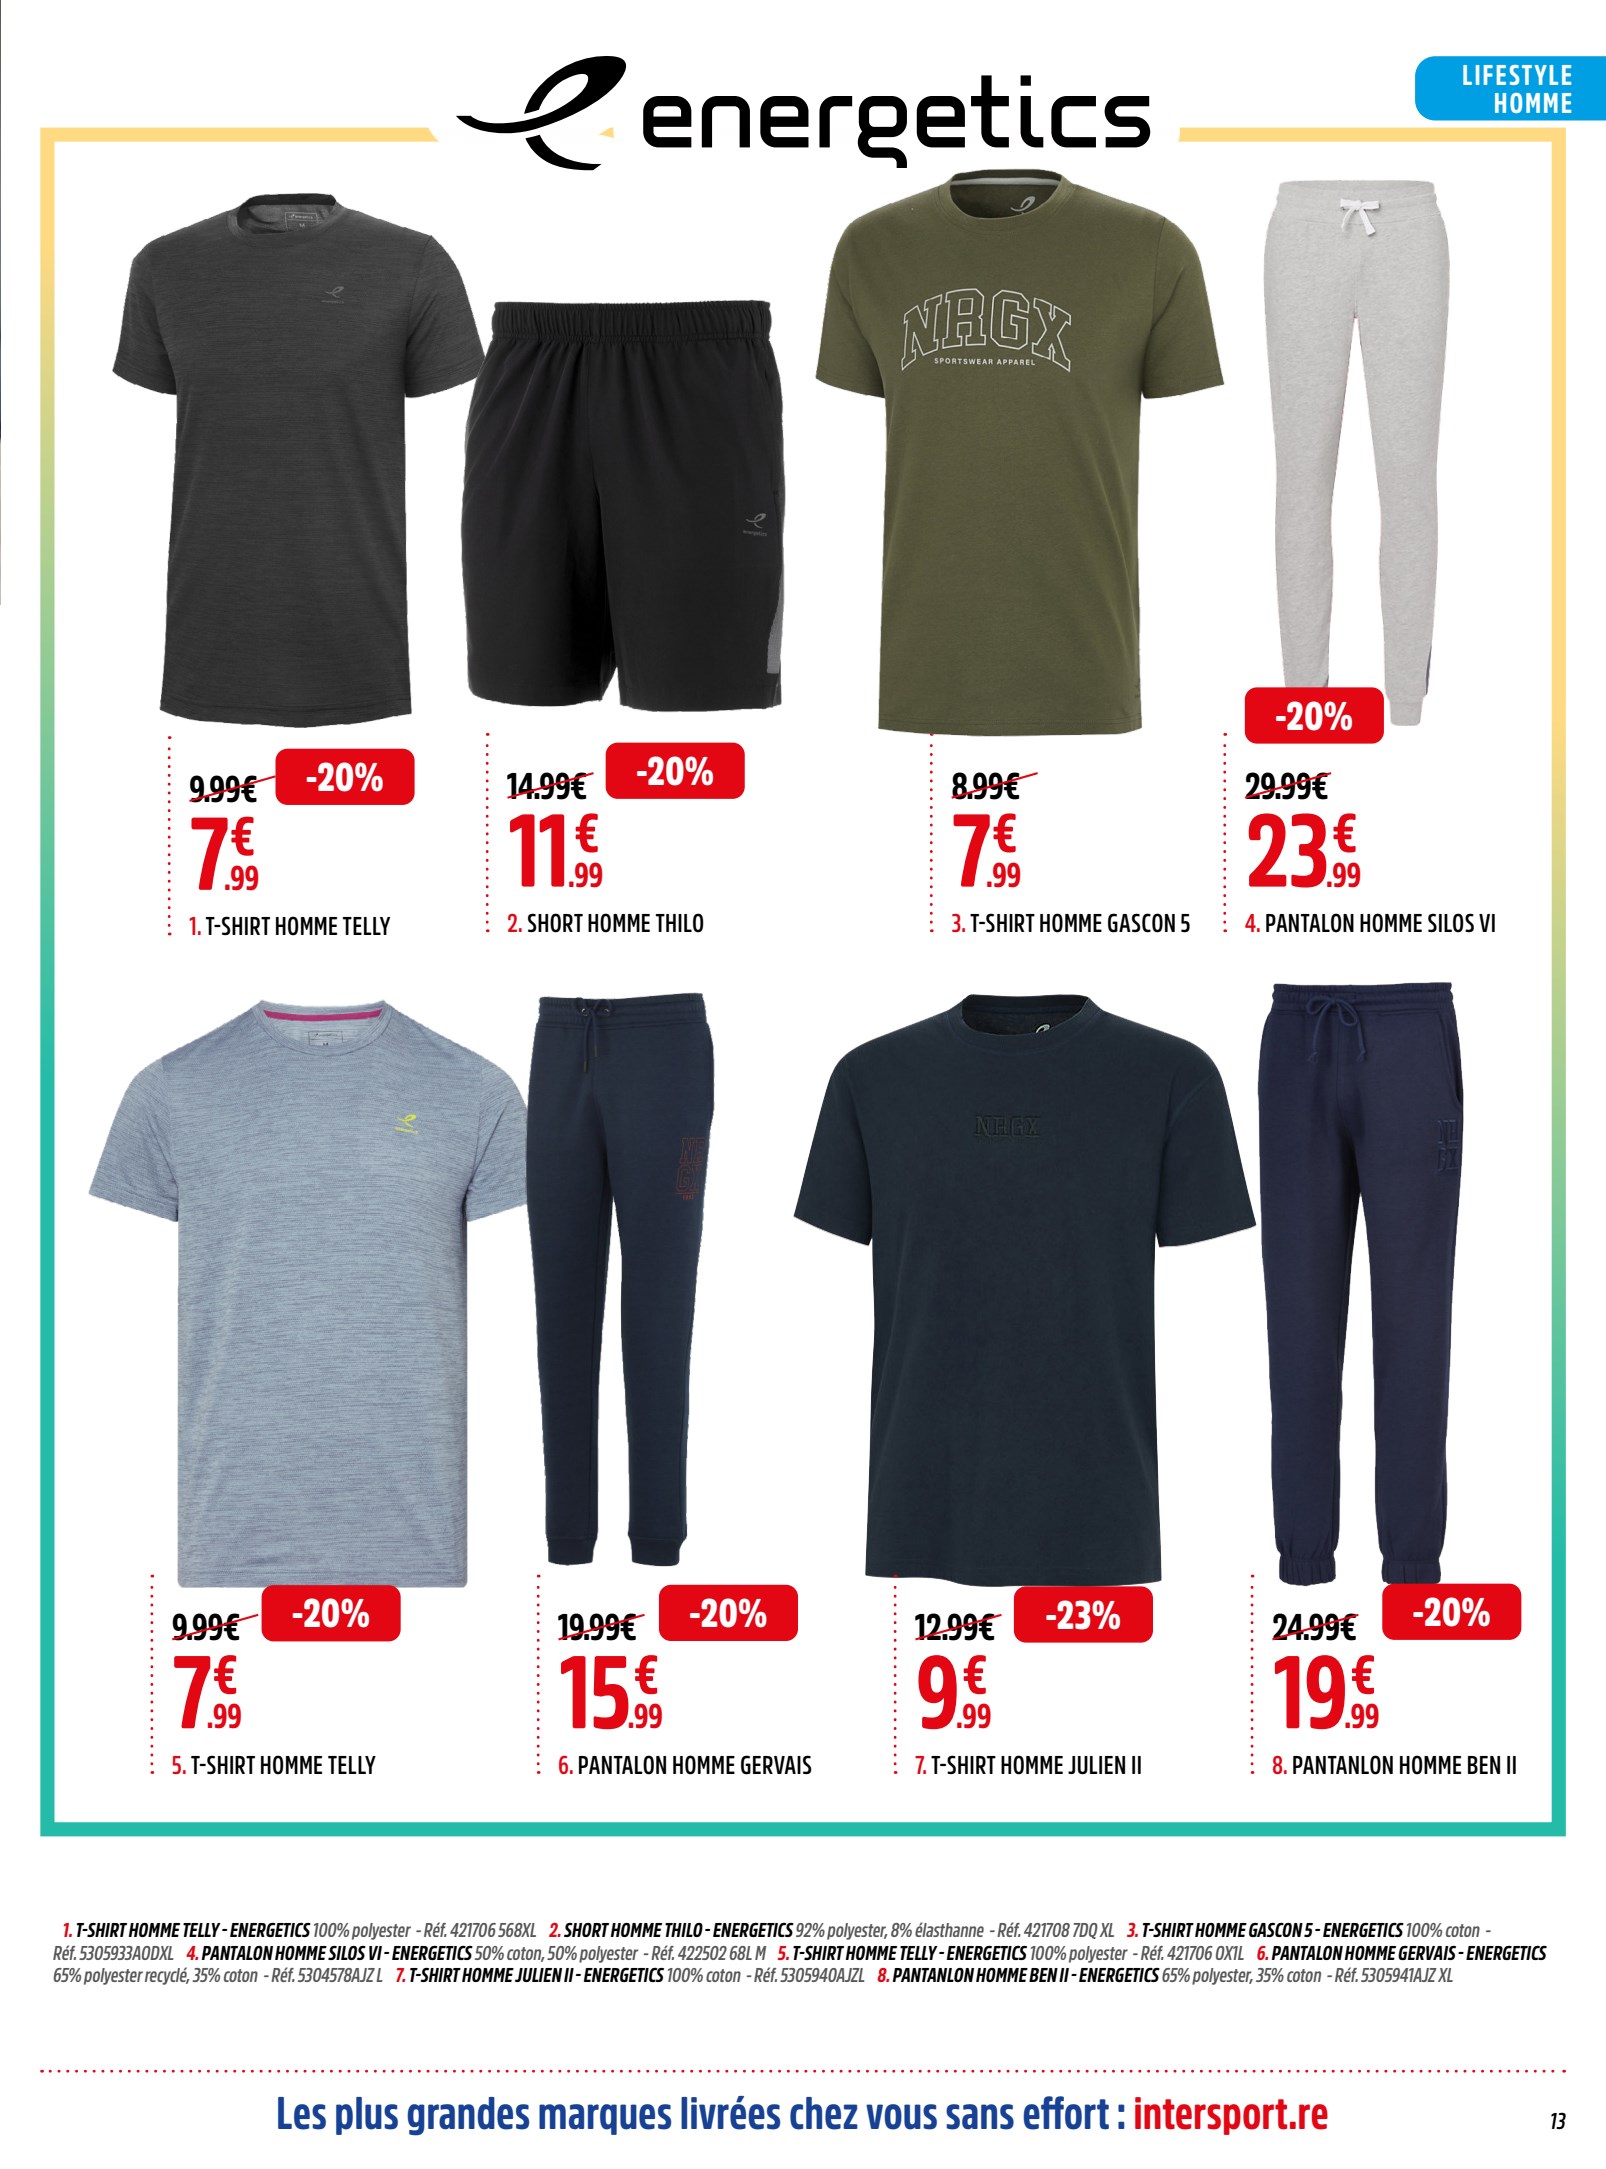 energetics
LIFESTYLE
HOMME
energetics
NRGX
SPORTSWEAR APPAREL
energetics
-20%
9.99€ -20%
7€.99
1. T-SHIRT HOMME TELLY
14.99€ -20%
11€.99
2. SHORT HOMME THILO
8.99€
7€.99
3. T-SHIRT HOMME GASCON 5
29.99€
23€.99
4. PANTALON HOMME SILOS VI
NRGX
9.99€ -20%
7€.99
5. T-SHIRT HOMME TELLY
19.99€ -20%
15€.99
6. PANTALON HOMME GERVAIS
12.99€ -23%
9€.99
7. T-SHIRT HOMME JULIEN II
24.99€ -20%
19€.99
8. PANTANLON HOMME BEN II
1. T-SHIRT HOMME TELLY - ENERGETICS 100% polyester - Réf. 421706 568XL 2. SHORT HOMME THILO - ENERGETICS 92% polyester, 8% élasthanne - Réf. 421708 7DQ XL 3. T-SHIRT HOMME GASCON 5 - ENERGETICS 100% coton -
Réf. 5305933AODXL 4. PANTALON HOMME SILOS VI - ENERGETICS 50% coton, 50% polyester - Réf. 422502 68L M 5. T-SHIRT HOMME TELLY - ENERGETICS 100% polyester - Réf. 421706 0X1L 6. PANTALON HOMME GERVAIS - ENERGETICS
65% polyester recyclé, 35% coton - Réf. 5304578AJZ L 7. T-SHIRT HOMME JULIEN II - ENERGETICS 100% coton - Réf. 5305940AJZL 8. PANTANLON HOMME BEN II - ENERGETICS 65% polyester, 35% coton - Réf. 5305941AJZ XL
Les plus grandes marques livrées chez vous sans effort : intersport.re
13